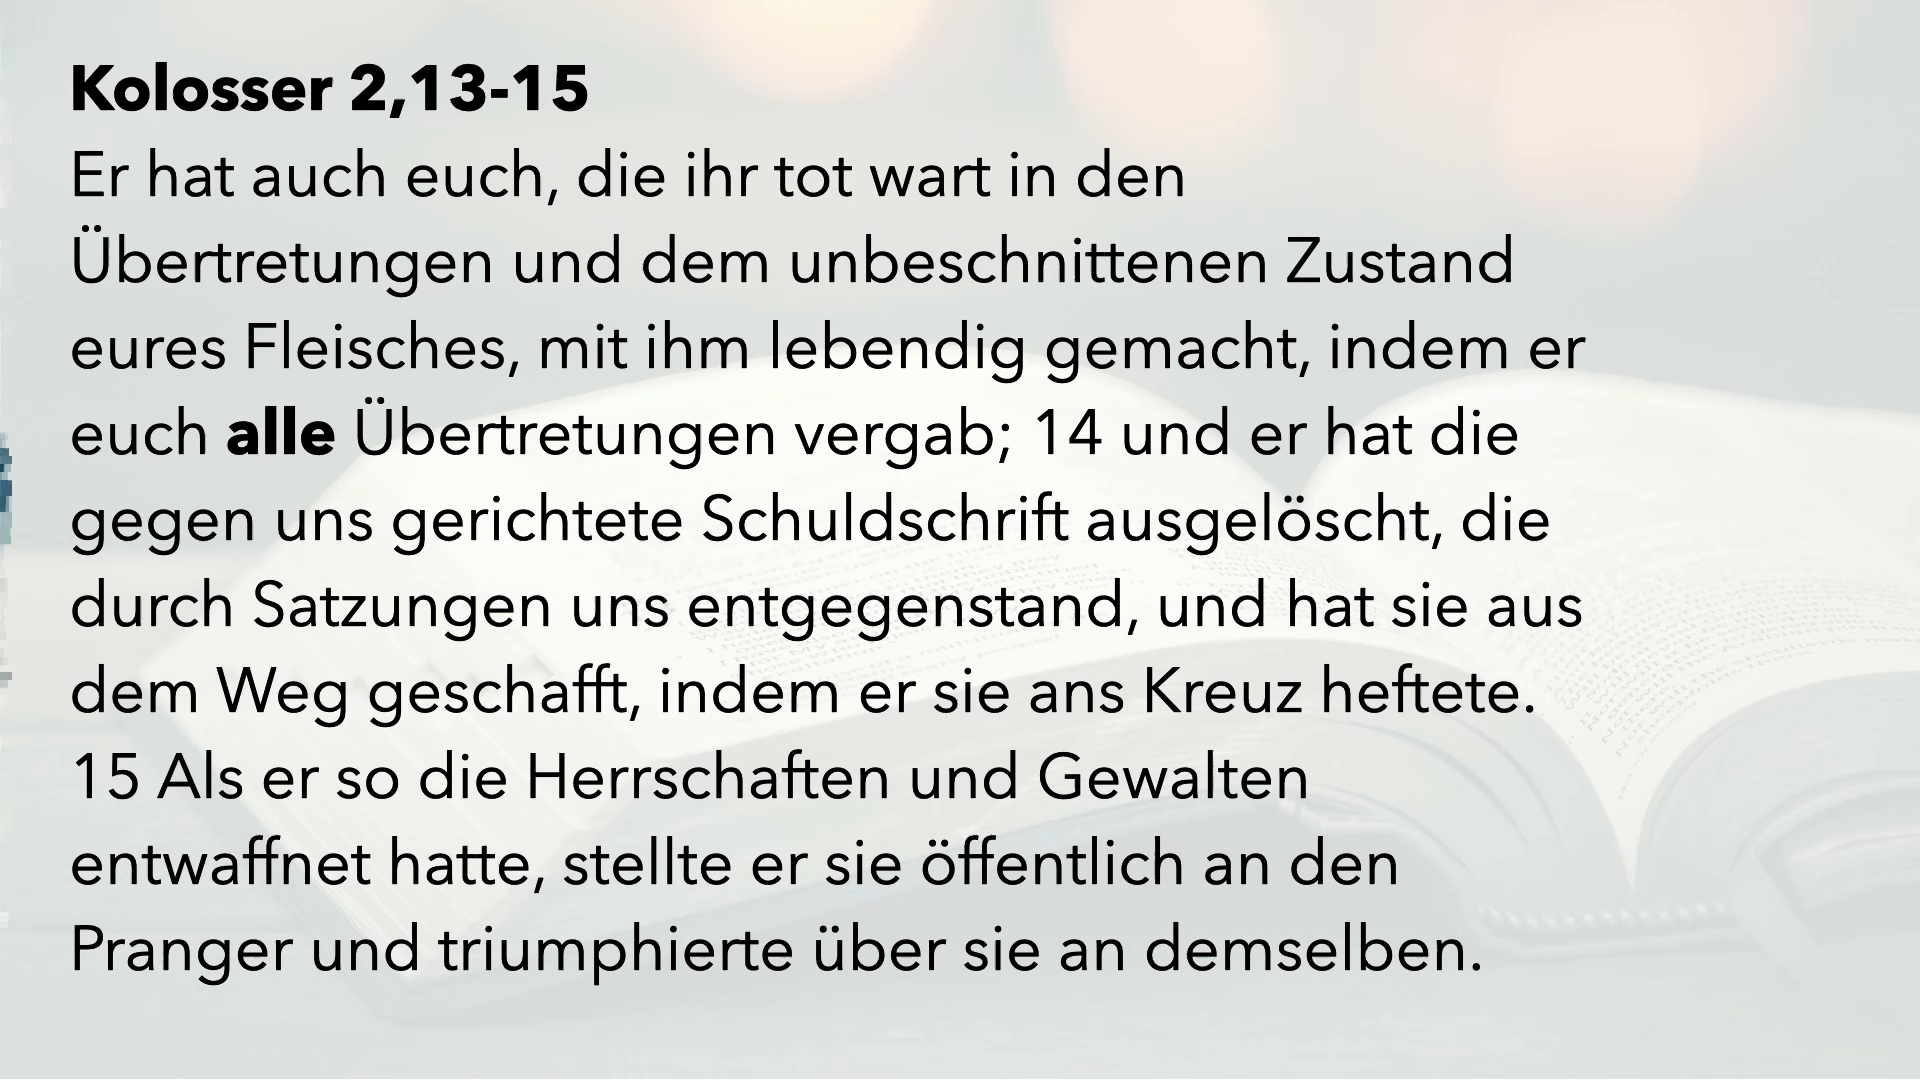 Kolosser 2,13-15
Er hat auch euch, die ihr tot wart in den
Übertretungen und dem unbeschnittenen Zustand
eures Fleisches, mit ihm lebendig gemacht, indem er
euch alle Übertretungen vergab; 14 und er hat die
gegen uns gerichtete Schuldschrift ausgelöscht, die
durch Satzungen uns entgegenstand, und hat sie aus
dem Weg geschafft, indem er sie ans Kreuz heftete.
15 Als er so die Herrschaften und Gewalten
entwaffnet hatte, stellte er sie öffentlich an den
Pranger und triumphierte über sie an demselben.